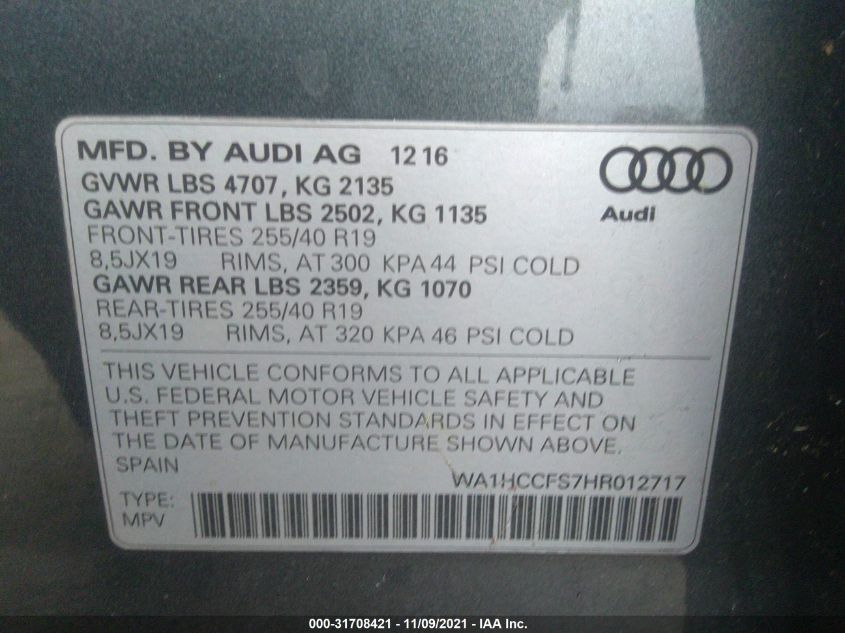 MFD. BY AUDI AG 12 16
GVWR LBS 4707, KG 2135
GAWR FRONT LBS 2502, KG 1135
FRONT-TIRES 255/40 R19
8,5JX19 RIMS, AT 300 KPA 44 PSI COLD
GAWR REAR LBS 2359, KG 1070
REAR-TIRES 255/40 R19
8,5JX19 RIMS, AT 320 KPA 46 PSI COLD
Audi
THIS VEHICLE CONFORMS TO ALL APPLICABLE
U.S. FEDERAL MOTOR VEHICLE SAFETY AND
THEFT PREVENTION STANDARDS IN EFFECT ON
THE DATE OF MANUFACTURE SHOWN ABOVE.
SPAIN
WA1HCCFS7HR012717
TYPE:
MPV
000-31708421 - 11/09/2021 - IAA Inc.